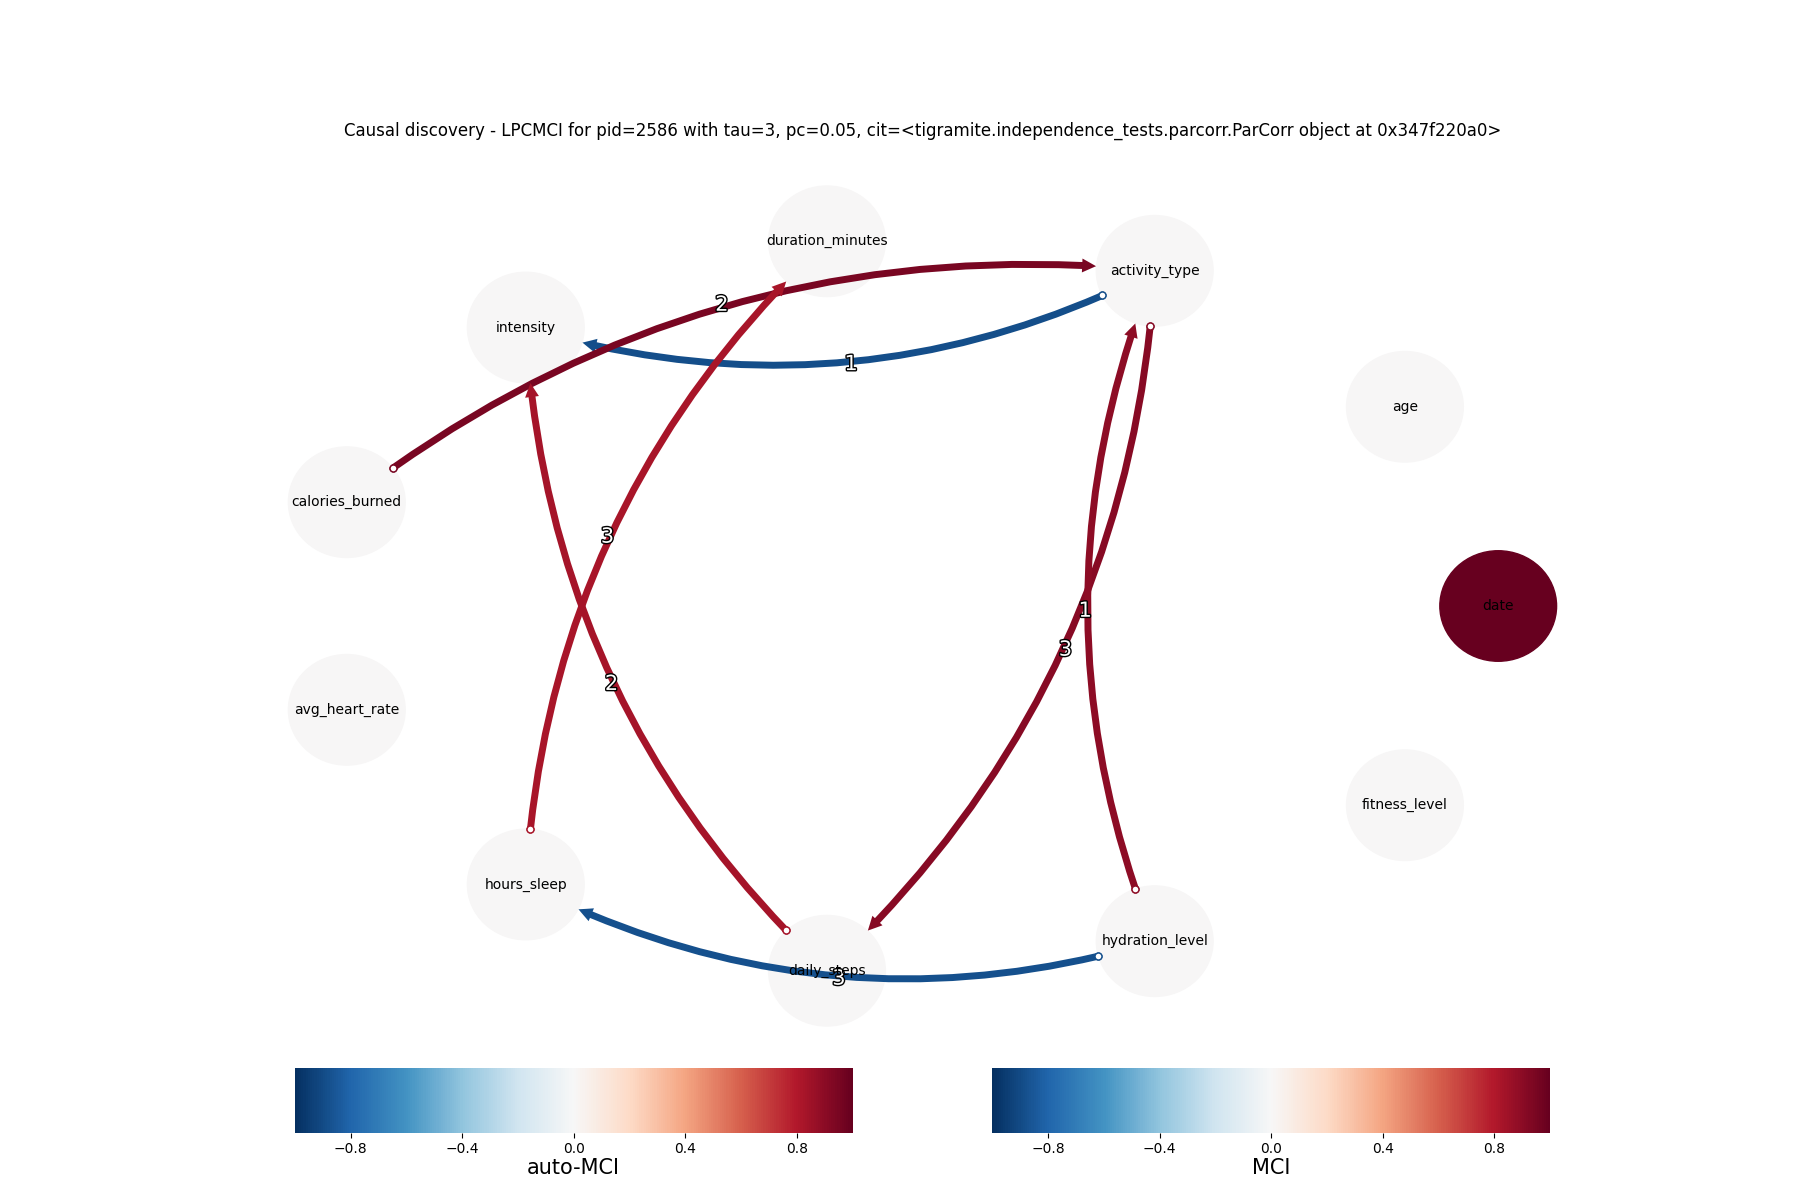 Causal discovery - LPCMCI for pid=2586 with tau=3, pc=0.05, cit=<tigramite.independence_tests.parcorr.ParCorr object at 0x347f220a0>
duration_minutes
activity_type
2
intensity
1
age
calories_burned
3
date
1
3
2
avg_heart_rate
fitness_level
hours_sleep
hydration_level
daily_steps
3
−0.8 −0.4 0.0 0.4 0.8
auto-MCI
−0.8 −0.4 0.0 0.4 0.8
MCI